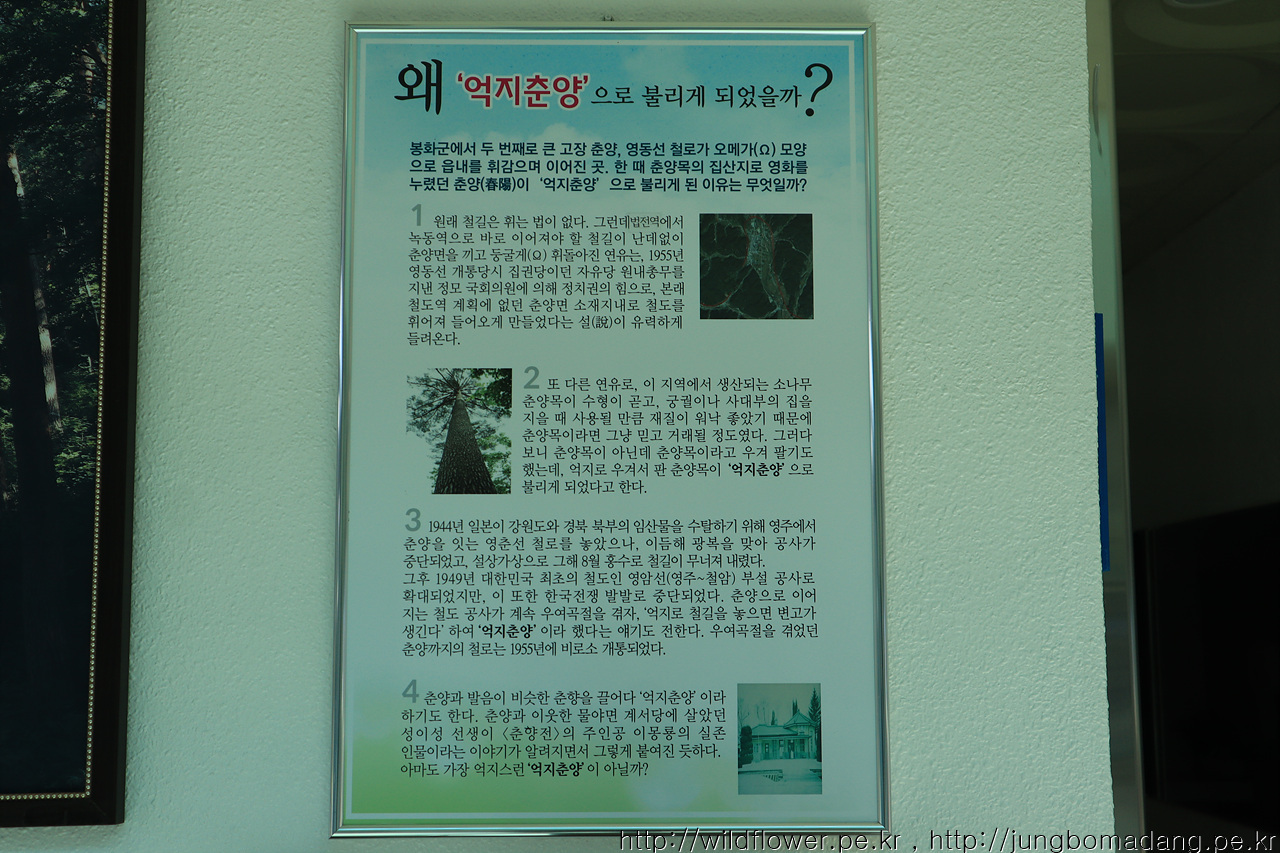 왜 '억지춘양'으로 불리게 되었을까?
봉화군에서 두 번째로 큰 고장 춘양, 영동선 철로가 오메가(Ω) 모양
으로 읍내를 휘감으며 이어진 곳. 한 때 춘양목의 집산지로 영화를
누렸던 춘양(春陽)이 '억지춘양' 으로 불리게 된 이유는 무엇일까?
1 원래 철길은 휘는 법이 없다. 그런데법전역에서
녹동역으로 바로 이어져야 할 철길이 난데없이
춘양면을 끼고 둥굴게(Ω) 휘돌아진 연유는, 1955년
영동선 개통당시 집권당이던 자유당 원내총무를
지낸 정모 국회의원에 의해 정치권의 힘으로, 본래
철도역 계획에 없던 춘양면 소재지내로 철도를
휘어져 들어오게 만들었다는 설(說)이 유력하게
들려온다.
2 또 다른 연유로, 이 지역에서 생산되는 소나무
춘양목이 수형이 곧고, 궁궐이나 사대부의 집을
지을 때 사용될 만큼 재질이 워낙 좋았기 때문에
춘양목이라면 그냥 믿고 거래될 정도였다. 그러다
보니 춘양목이 아닌데 춘양목이라고 우겨 팔기도
했는데, 억지로 우겨서 판 춘양목이 '억지춘양' 으로
불리게 되었다고 한다.
3 1944년 일본이 강원도와 경북 북부의 임산물을 수탈하기 위해 영주에서
춘양을 잇는 영춘선 철로를 놓았으나, 이듬해 광복을 맞아 공사가
중단되었고, 설상가상으로 그해 8월 홍수로 철길이 무너져 내렸다.
그후 1949년 대한민국 최초의 철도인 영암선(영주~철암) 부설 공사로
확대되었지만, 이 또한 한국전쟁 발발로 중단되었다. 춘양으로 이어
지는 철도 공사가 계속 우여곡절을 겪자, '억지로 철길을 놓으면 변고가
생긴다' 하여 '억지춘양' 이라 했다는 얘기도 전한다. 우여곡절을 겪었던
춘양까지의 철로는 1955년에 비로소 개통되었다.
4 춘양과 발음이 비슷한 춘향을 끌어다 '억지춘양' 이라
하기도 한다. 춘양과 이웃한 물야면 계서당에 살았던
성이성 선생이 〈춘향전〉의 주인공 이몽룡의 실존
인물이라는 이야기가 알려지면서 그렇게 붙여진 듯하다.
아마도 가장 억지스런 '억지춘양' 이 아닐까?
http://wildflower.pe.kr , http://jungbomadang.pe.kr